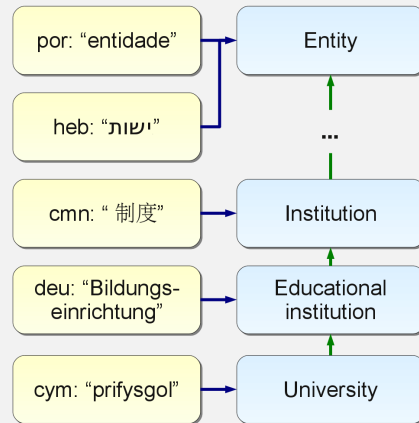 por: “entidade”
Entity
heb: “ישות”
...
cmn: “ 制度”
Institution
deu: “Bildungs-
einrichtung”
Educational
institution
cym: “prifysgol”
University